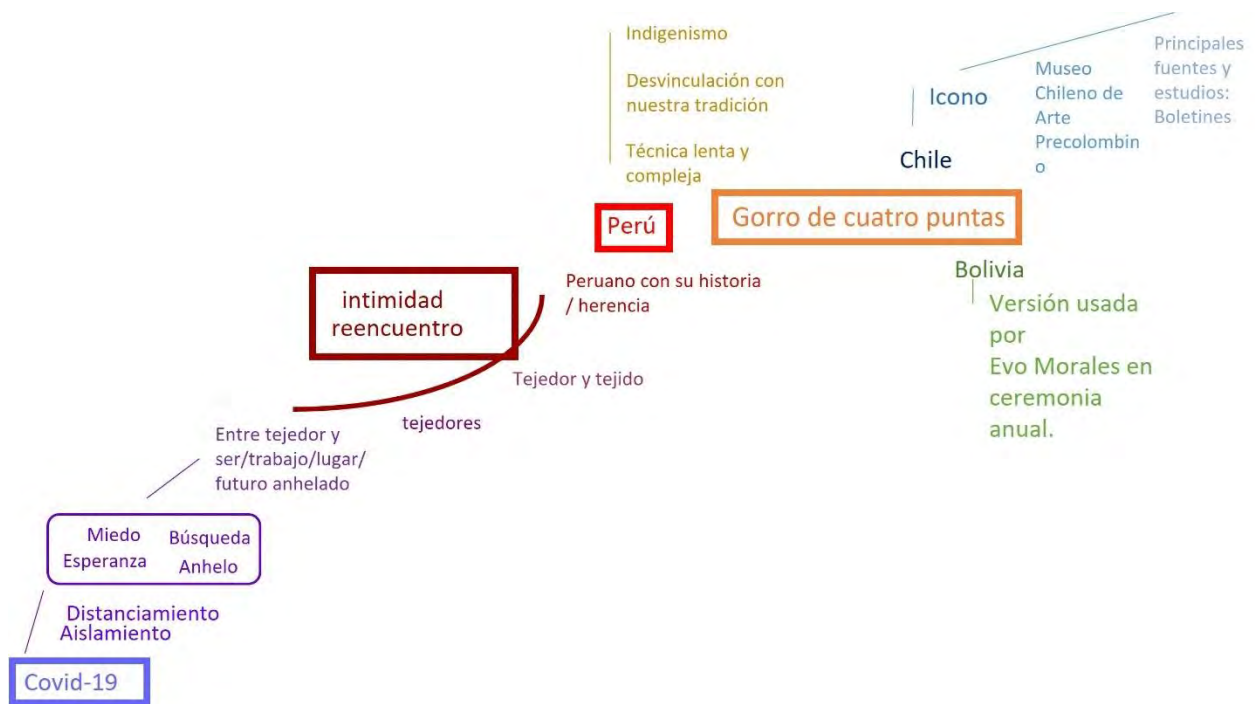 Indigenismo
Desvinculación con
nuestra tradición
Técnica lenta y
compleja
Icono
Museo
Chileno de
Arte
Precolombin
o
Principales
fuentes y
estudios:
Boletines
Chile
Perú
Gorro de cuatro puntas
Bolivia
Versión usada
por
Evo Morales en
ceremonia
anual.
Peruano con su historia
/ herencia
intimidad
reencuentro
Tejedor y tejido
tejedores
Entre tejedor y
ser/trabajo/lugar/
futuro anhelado
Miedo Búsqueda
Esperanza Anhelo
Distanciamiento
Aislamiento
Covid-19